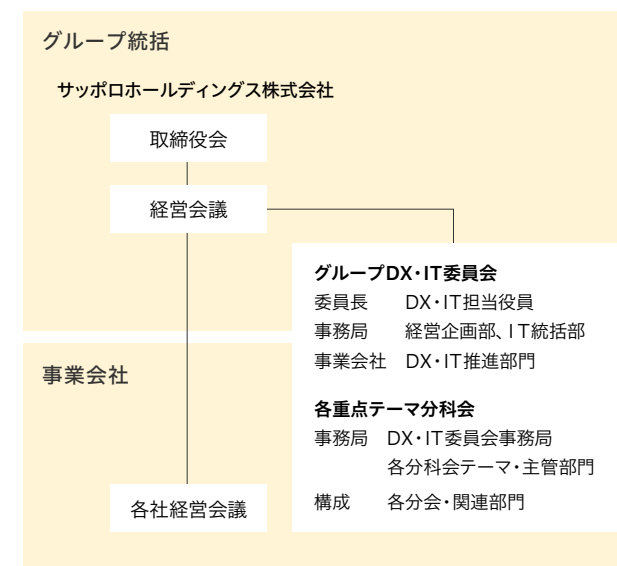 グループ統括
サッポロホールディングス株式会社
取締役会
経営会議
グループDX・IT委員会
委員長 DX・IT担当役員
事務局 経営企画部、IT統括部
事業会社 DX・IT推進部門
各重点テーマ分科会
事務局 DX・IT委員会事務局
各分科会テーマ・主管部門
構成 各分会・関連部門
事業会社
各社経営会議